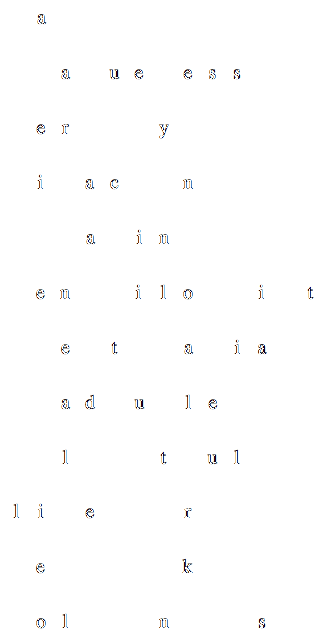 a
a u e e s s
e r y
i a c n
a i n
e n i l o i t
e t a i a
a d u l e
l t u l
l i e r
e k
o l n s